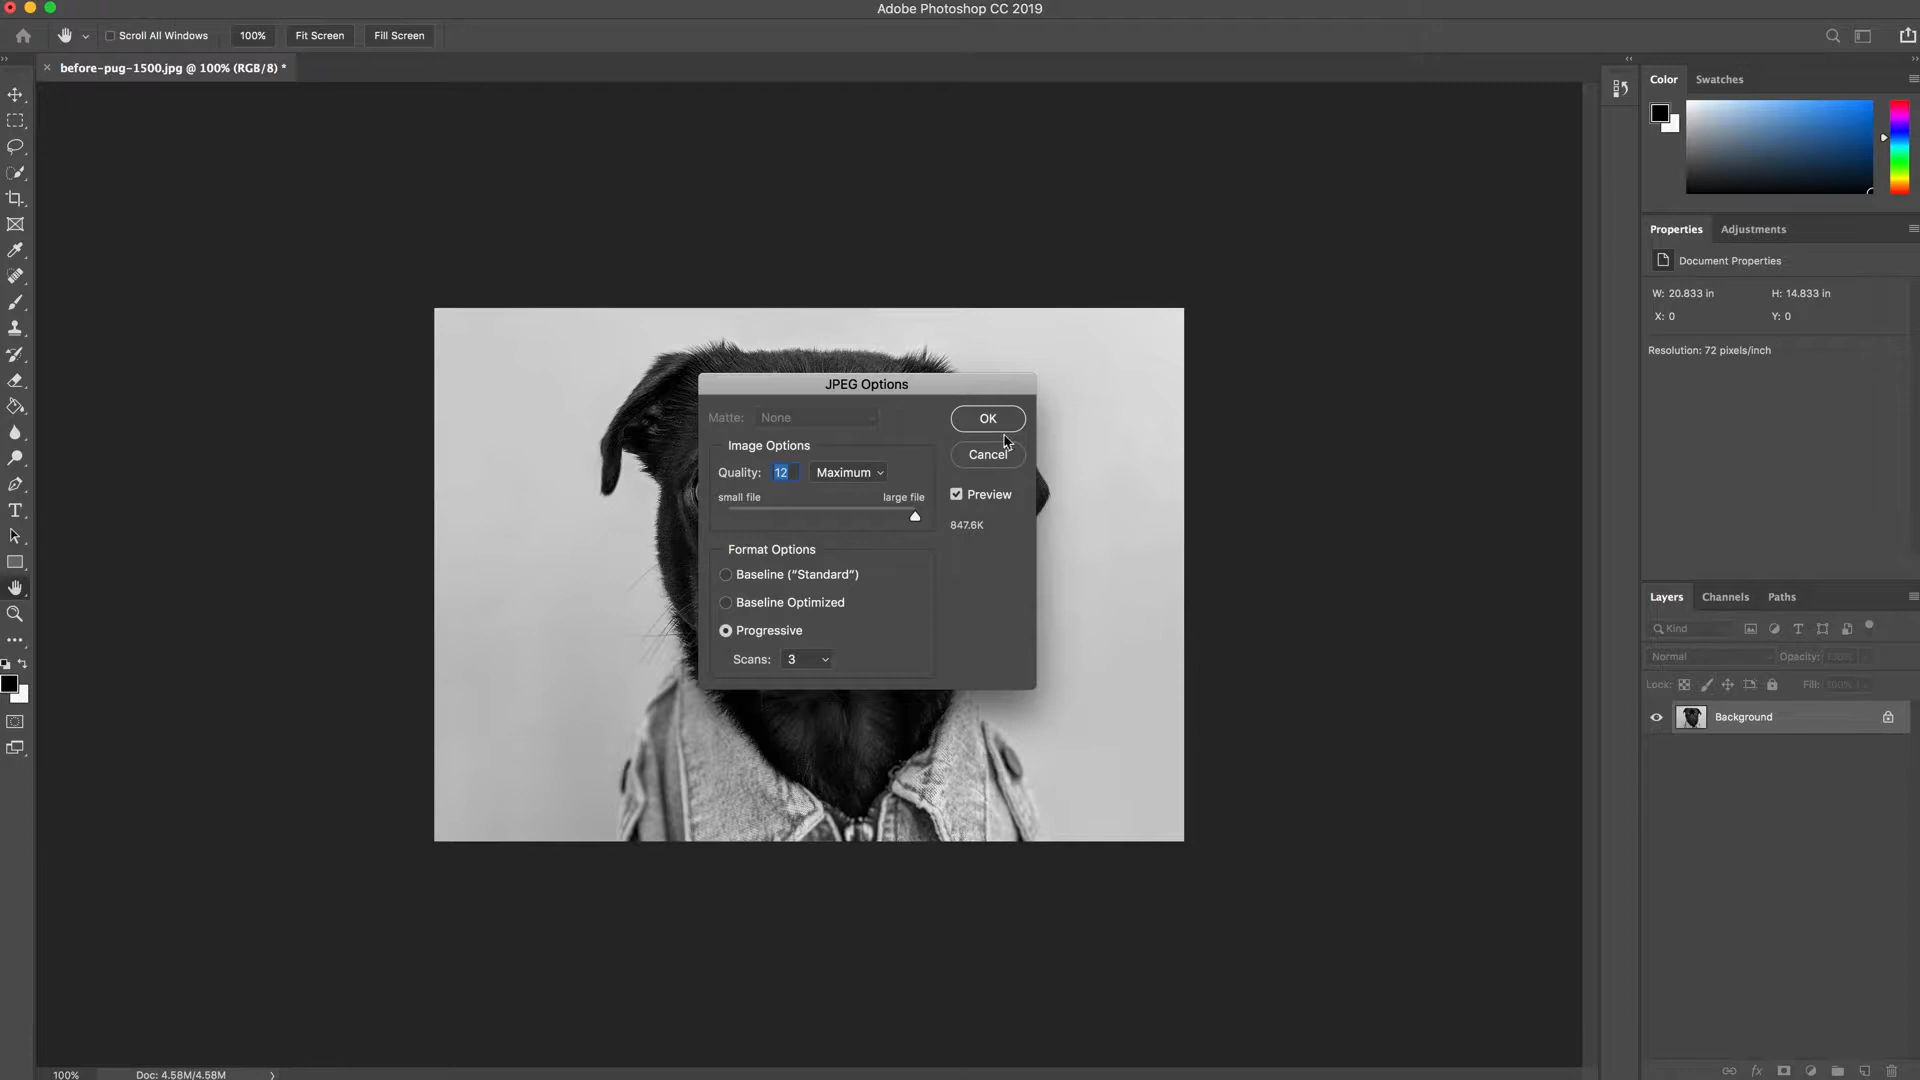 Adobe Photoshop CC 2019
Scroll All Windows 100% Fit Screen Fill Screen
× before-pug-1500.jpg @ 100% (RGB/8) *
Color Swatches
Properties Adjustments
Document Properties
W: 20.833 in H: 14.833 in
X: 0 Y: 0
Resolution: 72 pixels/inch
JPEG Options
Matte: None
OK
Image Options
Cancel
Quality: 12 Maximum
small file large file
Preview
847.6K
Format Options
Baseline (“Standard”)
Baseline Optimized
Progressive
Scans: 3
Layers Channels Paths
Kind
Normal Opacity: 100%
Lock: Fill: 100%
Background
100% Doc: 4.58M/4.58M